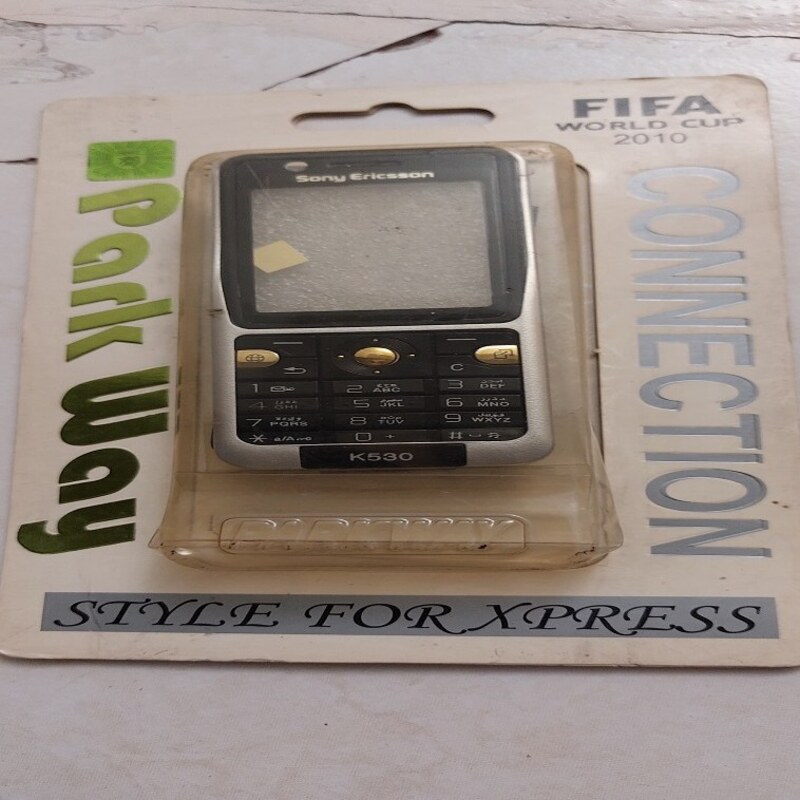 FIFA
WORLD CUP
2010
CONNECTION
Park Way
Sony Ericsson
C
1
2 ABC
3 DEF
4 GHI
5 JKL
6 MNO
7 PQRS
8 TUV
9 WXYZ
* a/A
0 +
#
K530
PARKWAY
STYLE FOR XPRESS